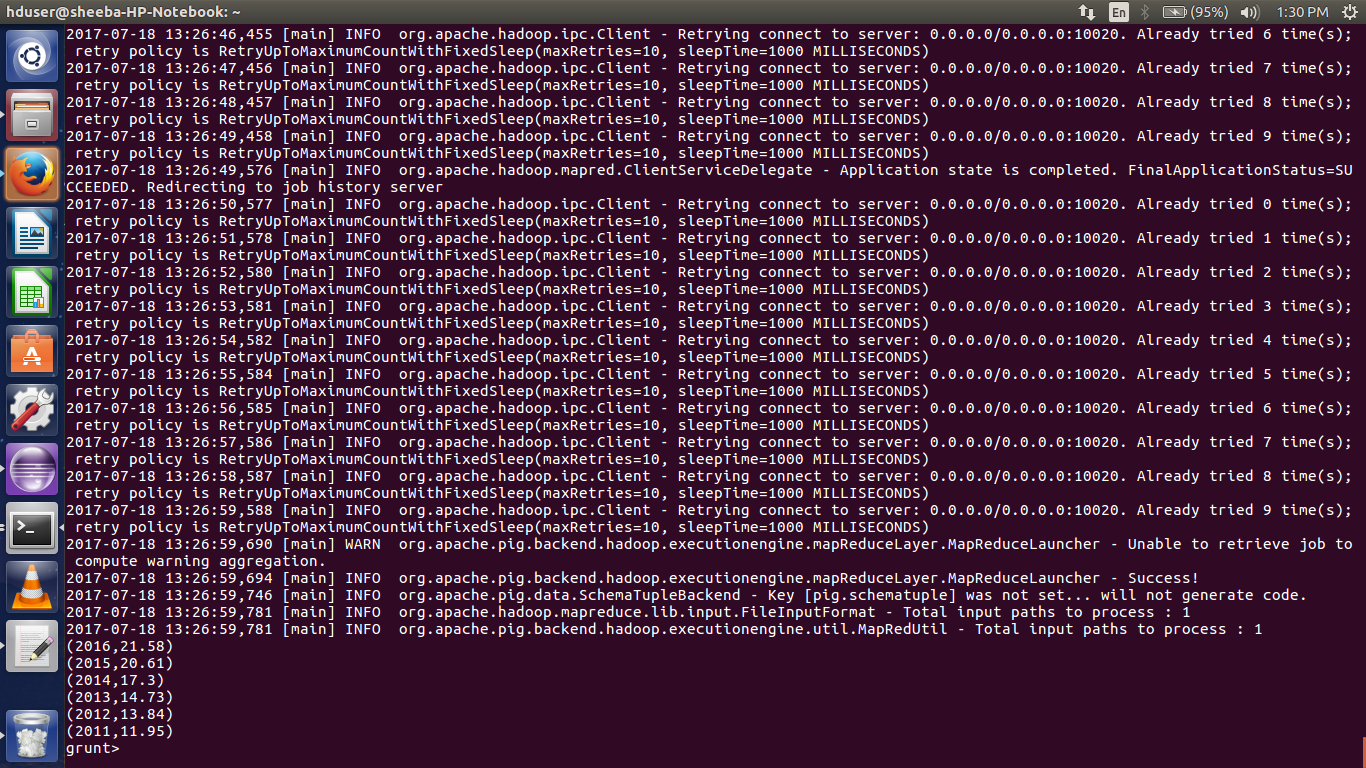 hduser@sheeba-HP-Notebook: ~
En
(95%)
1:30 PM
2017-07-18 13:26:46,455 [main] INFO  org.apache.hadoop.ipc.Client - Retrying connect to server: 0.0.0.0/0.0.0.0:10020. Already tried 6 time(s);
 retry policy is RetryUpToMaximumCountWithFixedSleep(maxRetries=10, sleepTime=1000 MILLISECONDS)
2017-07-18 13:26:47,456 [main] INFO  org.apache.hadoop.ipc.Client - Retrying connect to server: 0.0.0.0/0.0.0.0:10020. Already tried 7 time(s);
 retry policy is RetryUpToMaximumCountWithFixedSleep(maxRetries=10, sleepTime=1000 MILLISECONDS)
2017-07-18 13:26:48,457 [main] INFO  org.apache.hadoop.ipc.Client - Retrying connect to server: 0.0.0.0/0.0.0.0:10020. Already tried 8 time(s);
 retry policy is RetryUpToMaximumCountWithFixedSleep(maxRetries=10, sleepTime=1000 MILLISECONDS)
2017-07-18 13:26:49,458 [main] INFO  org.apache.hadoop.ipc.Client - Retrying connect to server: 0.0.0.0/0.0.0.0:10020. Already tried 9 time(s);
 retry policy is RetryUpToMaximumCountWithFixedSleep(maxRetries=10, sleepTime=1000 MILLISECONDS)
2017-07-18 13:26:49,576 [main] INFO  org.apache.hadoop.mapred.ClientServiceDelegate - Application state is completed. FinalApplicationStatus=SU
CCEEDED. Redirecting to job history server
2017-07-18 13:26:50,577 [main] INFO  org.apache.hadoop.ipc.Client - Retrying connect to server: 0.0.0.0/0.0.0.0:10020. Already tried 0 time(s);
 retry policy is RetryUpToMaximumCountWithFixedSleep(maxRetries=10, sleepTime=1000 MILLISECONDS)
2017-07-18 13:26:51,578 [main] INFO  org.apache.hadoop.ipc.Client - Retrying connect to server: 0.0.0.0/0.0.0.0:10020. Already tried 1 time(s);
 retry policy is RetryUpToMaximumCountWithFixedSleep(maxRetries=10, sleepTime=1000 MILLISECONDS)
2017-07-18 13:26:52,580 [main] INFO  org.apache.hadoop.ipc.Client - Retrying connect to server: 0.0.0.0/0.0.0.0:10020. Already tried 2 time(s);
 retry policy is RetryUpToMaximumCountWithFixedSleep(maxRetries=10, sleepTime=1000 MILLISECONDS)
2017-07-18 13:26:53,581 [main] INFO  org.apache.hadoop.ipc.Client - Retrying connect to server: 0.0.0.0/0.0.0.0:10020. Already tried 3 time(s);
 retry policy is RetryUpToMaximumCountWithFixedSleep(maxRetries=10, sleepTime=1000 MILLISECONDS)
2017-07-18 13:26:54,582 [main] INFO  org.apache.hadoop.ipc.Client - Retrying connect to server: 0.0.0.0/0.0.0.0:10020. Already tried 4 time(s);
 retry policy is RetryUpToMaximumCountWithFixedSleep(maxRetries=10, sleepTime=1000 MILLISECONDS)
2017-07-18 13:26:55,584 [main] INFO  org.apache.hadoop.ipc.Client - Retrying connect to server: 0.0.0.0/0.0.0.0:10020. Already tried 5 time(s);
 retry policy is RetryUpToMaximumCountWithFixedSleep(maxRetries=10, sleepTime=1000 MILLISECONDS)
2017-07-18 13:26:56,585 [main] INFO  org.apache.hadoop.ipc.Client - Retrying connect to server: 0.0.0.0/0.0.0.0:10020. Already tried 6 time(s);
 retry policy is RetryUpToMaximumCountWithFixedSleep(maxRetries=10, sleepTime=1000 MILLISECONDS)
2017-07-18 13:26:57,586 [main] INFO  org.apache.hadoop.ipc.Client - Retrying connect to server: 0.0.0.0/0.0.0.0:10020. Already tried 7 time(s);
 retry policy is RetryUpToMaximumCountWithFixedSleep(maxRetries=10, sleepTime=1000 MILLISECONDS)
2017-07-18 13:26:58,587 [main] INFO  org.apache.hadoop.ipc.Client - Retrying connect to server: 0.0.0.0/0.0.0.0:10020. Already tried 8 time(s);
 retry policy is RetryUpToMaximumCountWithFixedSleep(maxRetries=10, sleepTime=1000 MILLISECONDS)
2017-07-18 13:26:59,588 [main] INFO  org.apache.hadoop.ipc.Client - Retrying connect to server: 0.0.0.0/0.0.0.0:10020. Already tried 9 time(s);
 retry policy is RetryUpToMaximumCountWithFixedSleep(maxRetries=10, sleepTime=1000 MILLISECONDS)
2017-07-18 13:26:59,690 [main] WARN  org.apache.pig.backend.hadoop.executionengine.mapReduceLayer.MapReduceLauncher - Unable to retrieve job to
 compute warning aggregation.
2017-07-18 13:26:59,694 [main] INFO  org.apache.pig.backend.hadoop.executionengine.mapReduceLayer.MapReduceLauncher - Success!
2017-07-18 13:26:59,746 [main] INFO  org.apache.pig.data.SchemaTupleBackend - Key [pig.schematuple] was not set... will not generate code.
2017-07-18 13:26:59,781 [main] INFO  org.apache.hadoop.mapreduce.lib.input.FileInputFormat - Total input paths to process : 1
2017-07-18 13:26:59,781 [main] INFO  org.apache.pig.backend.hadoop.executionengine.util.MapRedUtil - Total input paths to process : 1
(2016,21.58)
(2015,20.61)
(2014,17.3)
(2013,14.73)
(2012,13.84)
(2011,11.95)
grunt>